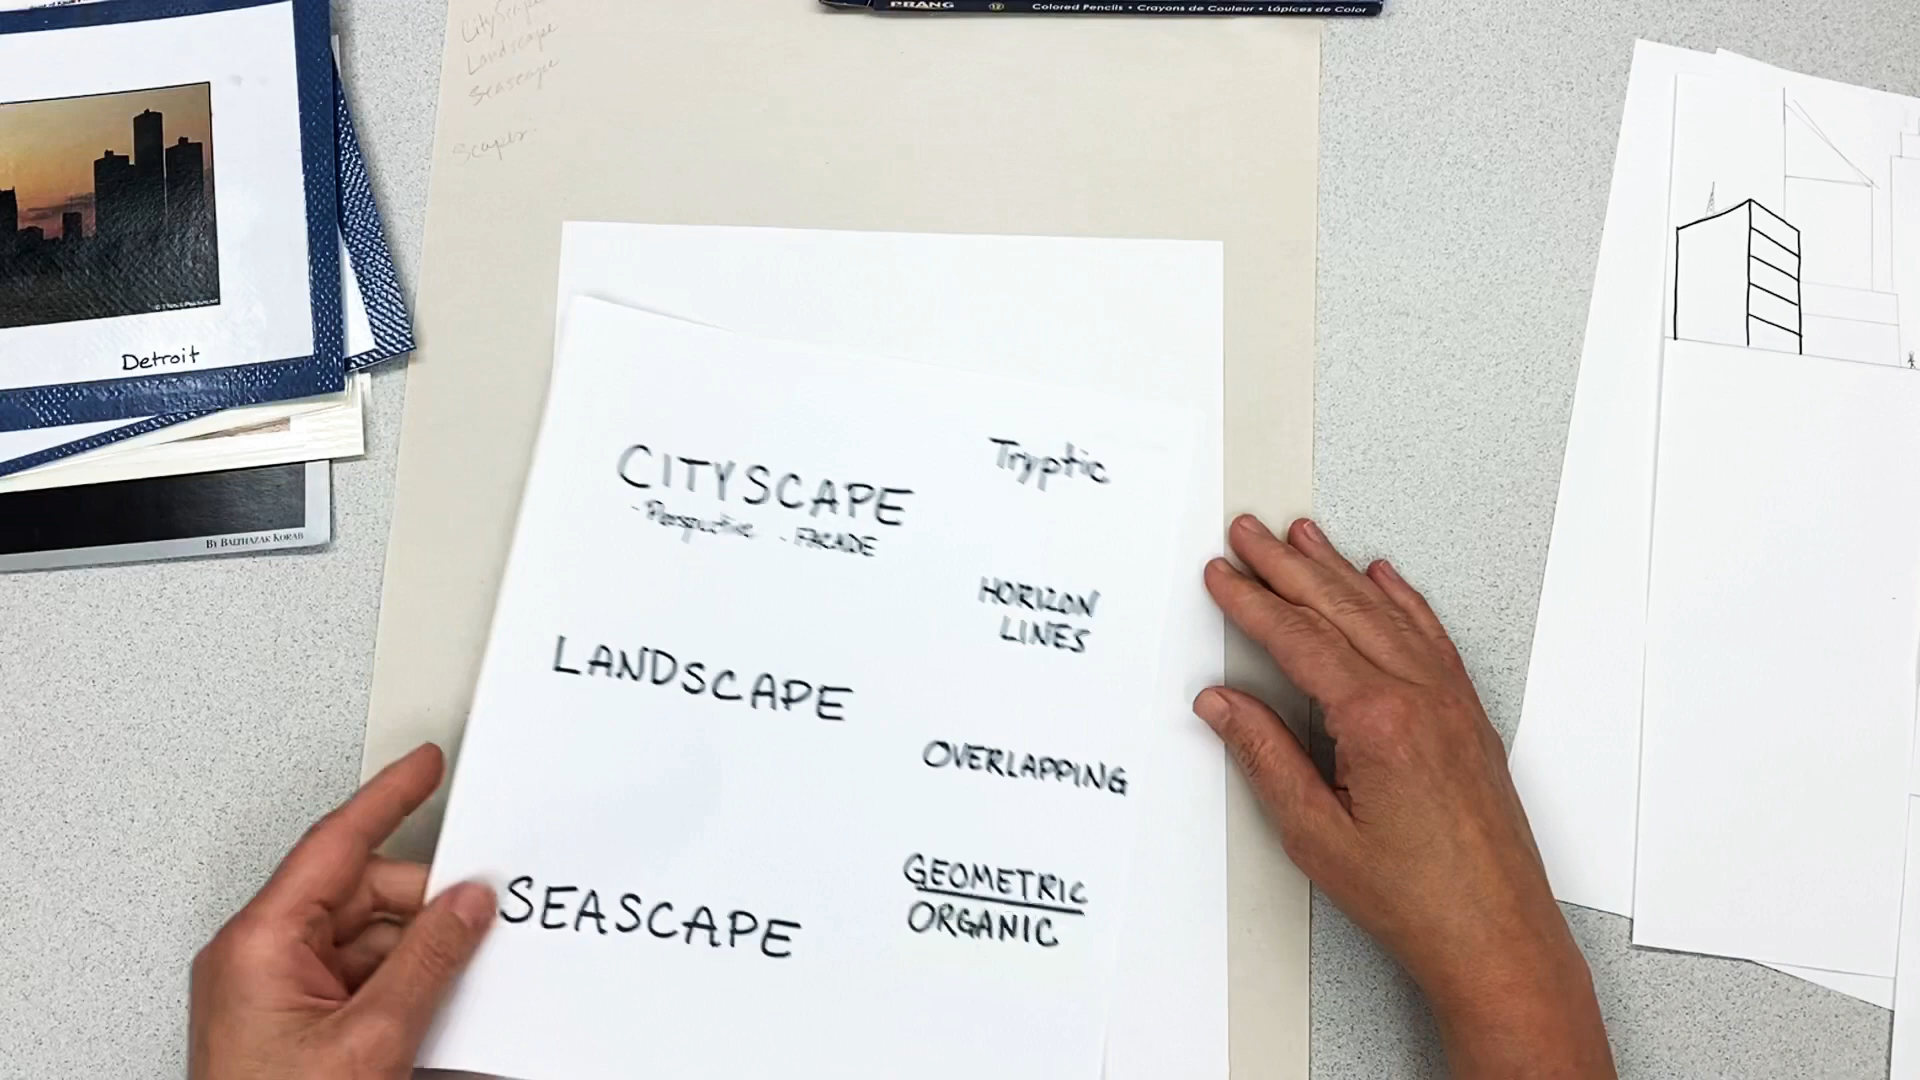 PRANG 12 Colored Pencils • Crayons de Couleur • Lápices de Color
CityScape
Landscape
Seascape
Scapes
Detroit
BY BALTHAZAR KORAB
CITYSCAPE
- Perspective - FACADE
LANDSCAPE
SEASCAPE
Tryptic
HORIZON
LINES
OVERLAPPING
GEOMETRIC
ORGANIC